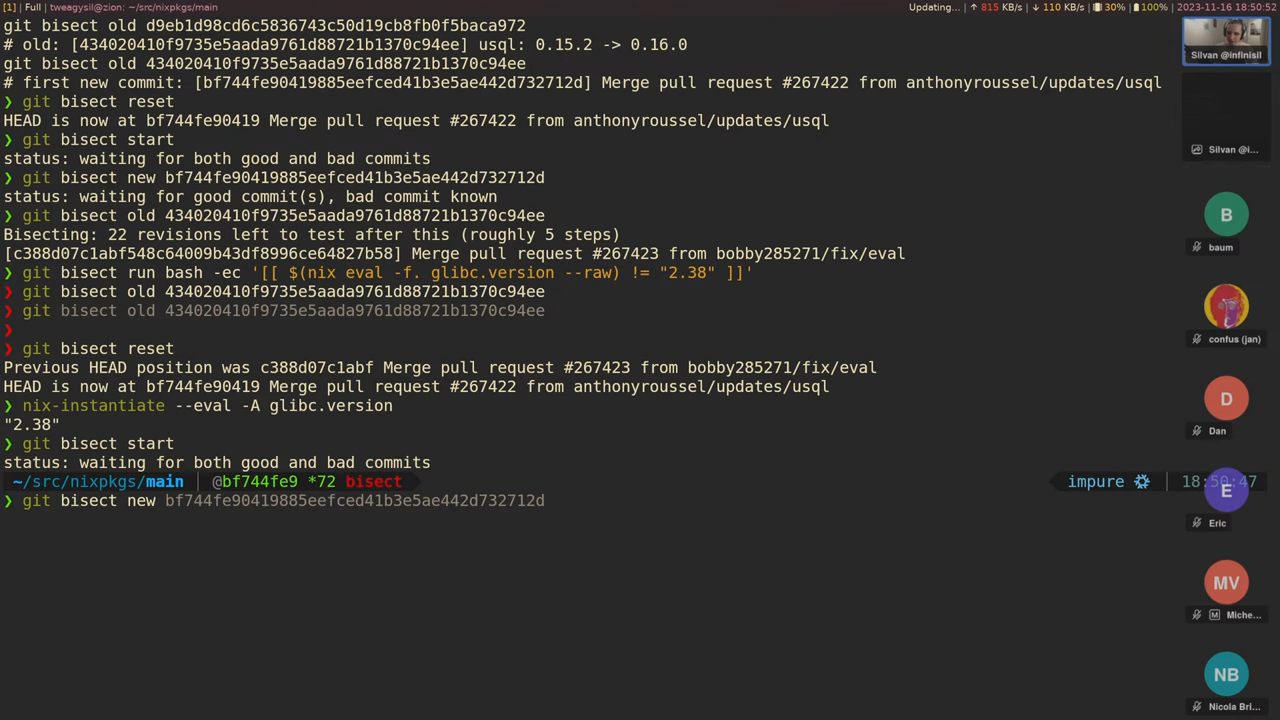 [1] | Full | tweagysil@zion: ~/src/nixpkgs/main
Updating... | ↑ 815 KB/s | ↓ 110 KB/s | 30% | 100% | 2023-11-16 18:50:52
git bisect old d9eb1d98cd6c5836743c50d19cb8fb0f5baca972
# old: [434020410f9735e5aada9761d88721b1370c94ee] usql: 0.15.2 -> 0.16.0
git bisect old 434020410f9735e5aada9761d88721b1370c94ee
# first new commit: [bf744fe90419885eefced41b3e5ae442d732712d] Merge pull request #267422 from anthonyroussel/updates/usql
❯ git bisect reset
HEAD is now at bf744fe90419 Merge pull request #267422 from anthonyroussel/updates/usql
❯ git bisect start
status: waiting for both good and bad commits
❯ git bisect new bf744fe90419885eefced41b3e5ae442d732712d
status: waiting for good commit(s), bad commit known
❯ git bisect old 434020410f9735e5aada9761d88721b1370c94ee
Bisecting: 22 revisions left to test after this (roughly 5 steps)
[c388d07c1abf548c64009b43df8996ce64827b58] Merge pull request #267423 from bobby285271/fix/eval
❯ git bisect run bash -ec '[[ $(nix eval -f. glibc.version --raw) != "2.38" ]]'
❯ git bisect old 434020410f9735e5aada9761d88721b1370c94ee
❯ git bisect old 434020410f9735e5aada9761d88721b1370c94ee
❯
❯ git bisect reset
Previous HEAD position was c388d07c1abf Merge pull request #267423 from bobby285271/fix/eval
HEAD is now at bf744fe90419 Merge pull request #267422 from anthonyroussel/updates/usql
❯ nix-instantiate --eval -A glibc.version
"2.38"
❯ git bisect start
status: waiting for both good and bad commits
~/src/nixpkgs/main | @bf744fe9 *72 bisect
impure | 18:50:47
❯ git bisect new bf744fe90419885eefced41b3e5ae442d732712d
Silvan @infinisil
Silvan @i...
B
baum
confus (jan)
D
Dan
E
Eric
MV
M Miche...
NB
Nicola Bri...